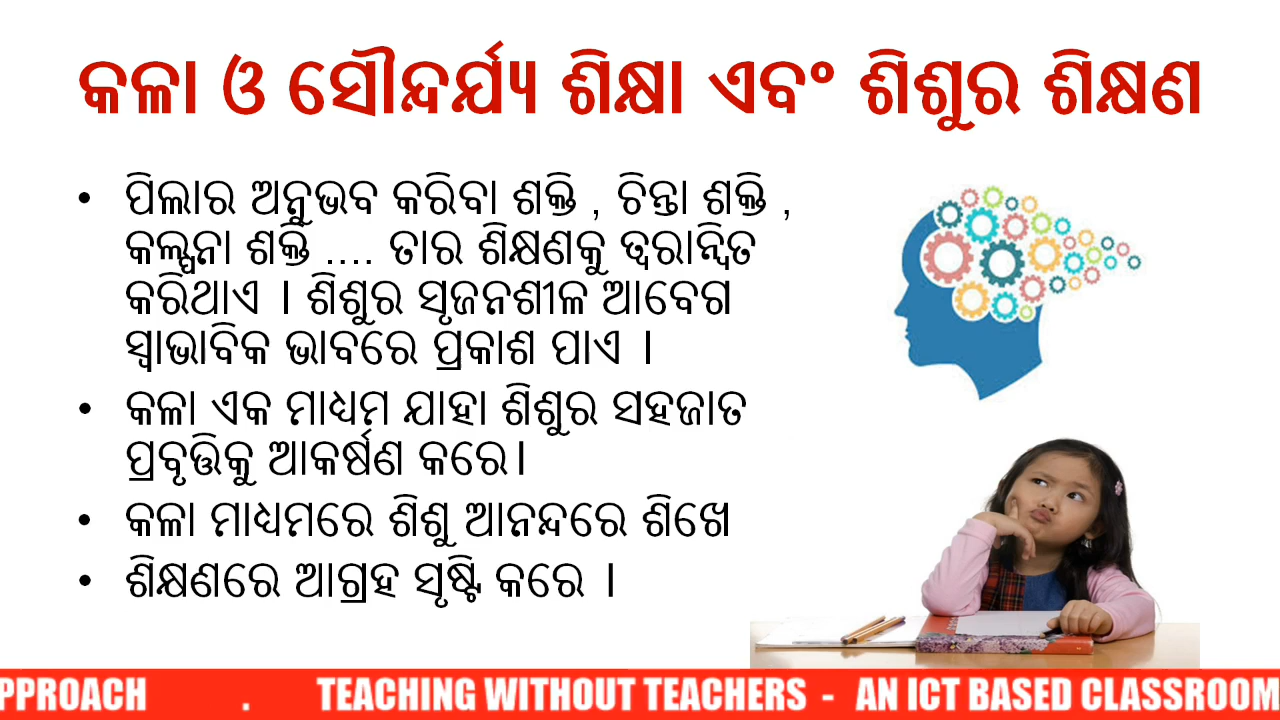 କଳା ଓ ସୌନ୍ଦର୍ଯ୍ୟ ଶିକ୍ଷା ଏବଂ ଶିଶୁର ଶିକ୍ଷଣ
• ପିଲାର ଅନୁଭବ କରିବା ଶକ୍ତି , ଚିନ୍ତା ଶକ୍ତି ,
କଳ୍ପନା ଶକ୍ତି .... ତାର ଶିକ୍ଷଣକୁ ତ୍ୱରାନ୍ୱିତ
କରିଥାଏ । ଶିଶୁର ସୃଜନଶୀଳ ଆବେଗ
ସ୍ୱାଭାବିକ ଭାବରେ ପ୍ରକାଶ ପାଏ ।
• କଳା ଏକ ମାଧ୍ୟମ ଯାହା ଶିଶୁର ସହଜାତ
ପ୍ରବୃତ୍ତିକୁ ଆକର୍ଷଣ କରେ।
• କଳା ମାଧ୍ୟମରେ ଶିଶୁ ଆନନ୍ଦରେ ଶିଖେ
• ଶିକ୍ଷଣରେ ଆଗ୍ରହ ସୃଷ୍ଟି କରେ ।
PPROACH . TEACHING WITHOUT TEACHERS - AN ICT BASED CLASSROOM